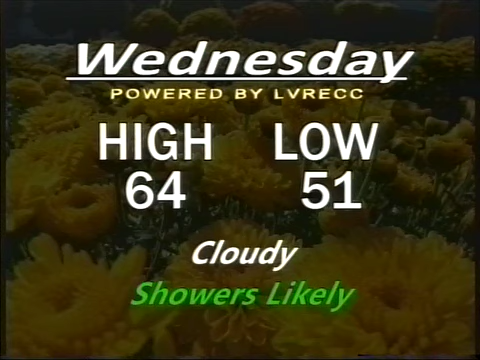 Wednesday
POWERED BY LVRECC
HIGH LOW
64 51
Cloudy
Showers Likely